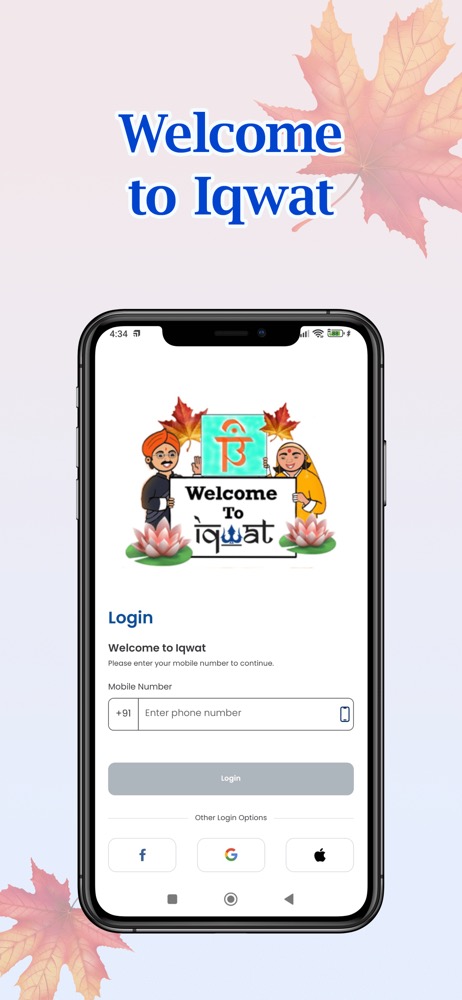 Welcome
to Iqwat
4:34
Welcome
To
iqwat
Login
Welcome to Iqwat
Please enter your mobile number to continue.
Mobile Number
+91
Enter phone number
Login
Other Login Options